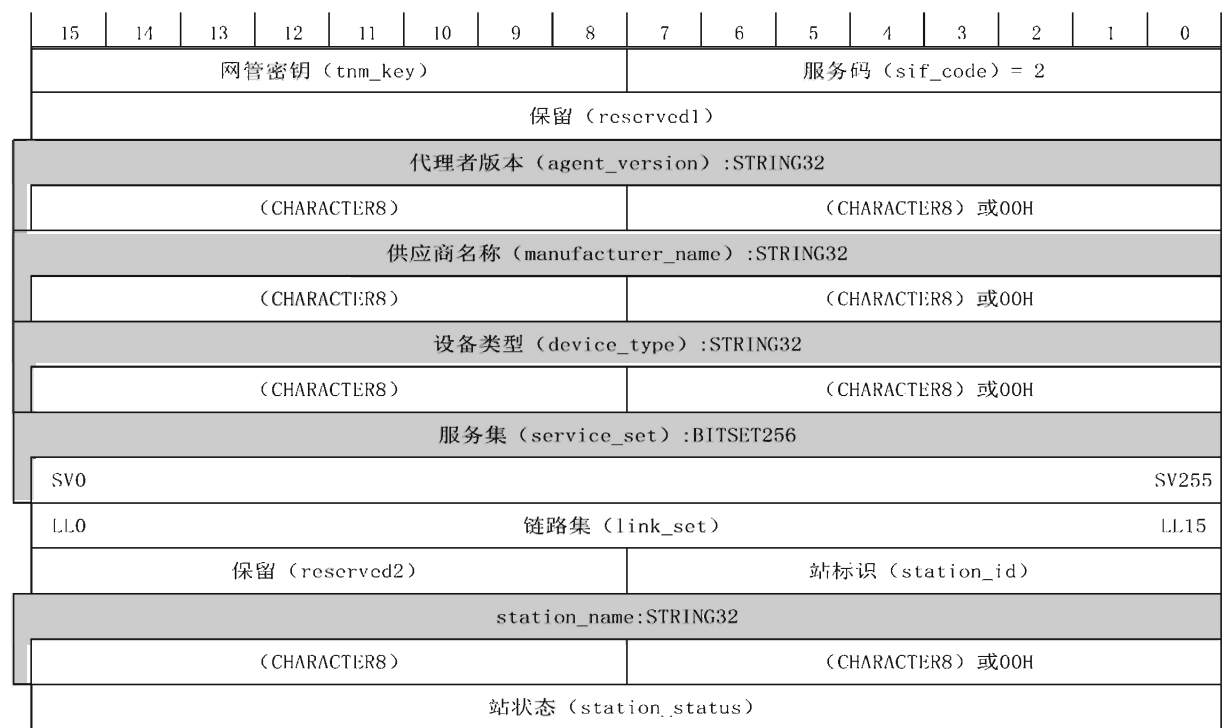 15 14 13 12 11 10 9 8 7 6 5 4 3 2 1 0
网管密钥（tnm_key） 服务码（sif_code）= 2
保留（reserved1）
代理者版本（agent_version）:STRING32
（CHARACTER8） （CHARACTER8）或00H
供应商名称（manufacturer_name）:STRING32
（CHARACTER8） （CHARACTER8）或00H
设备类型（device_type）:STRING32
（CHARACTER8） （CHARACTER8）或00H
服务集（service_set）:BITSET256
SV0 SV255
LL0 链路集（link_set） LL15
保留（reserved2） 站标识（station_id）
station_name:STRING32
（CHARACTER8） （CHARACTER8）或00H
站状态（station_status）